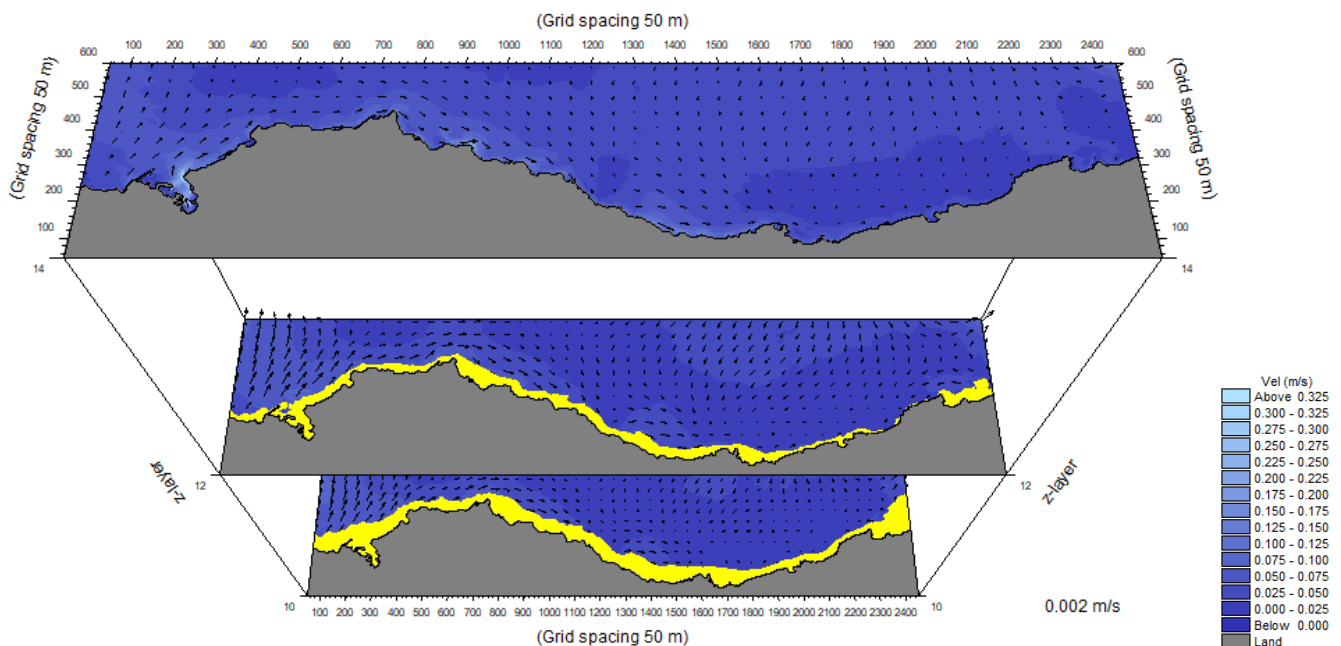 (Grid spacing 50 m)
600 100 200 300 400 500 600 700 800 900 1000 1100 1200 1300 1400 1500 1600 1700 1800 1900 2000 2100 2200 2300 2400 600
500 500
400 400
300 300
200 200
100 100
(Grid spacing 50 m)
(Grid spacing 50 m)
14 14
z-layer
12 12
z-layer
10 10
100 200 300 400 500 600 700 800 900 1000 1100 1200 1300 1400 1500 1600 1700 1800 1900 2000 2100 2200 2300 2400
(Grid spacing 50 m)
0.002 m/s
Vel (m/s)
Above 0.325
0.300 - 0.325
0.275 - 0.300
0.250 - 0.275
0.225 - 0.250
0.200 - 0.225
0.175 - 0.200
0.150 - 0.175
0.125 - 0.150
0.100 - 0.125
0.075 - 0.100
0.050 - 0.075
0.025 - 0.050
0.000 - 0.025
Below 0.000
Land